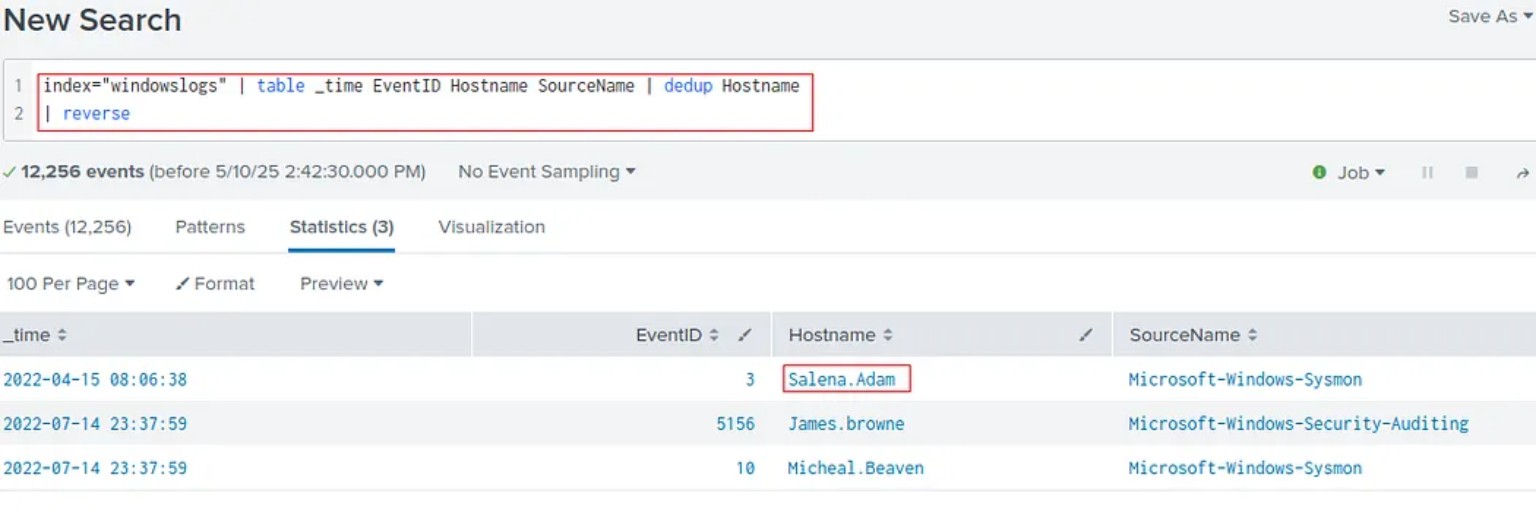 New Search
Save As
1 index="windowslogs" | table _time EventID Hostname SourceName | dedup Hostname
2 | reverse
12,256 events (before 5/10/25 2:42:30.000 PM) No Event Sampling Job
Events (12,256) Patterns Statistics (3) Visualization
100 Per Page Format Preview
_time EventID Hostname SourceName
2022-04-15 08:06:38 3 Salena.Adam Microsoft-Windows-Sysmon
2022-07-14 23:37:59 5156 James.browne Microsoft-Windows-Security-Auditing
2022-07-14 23:37:59 10 Micheal.Beaven Microsoft-Windows-Sysmon